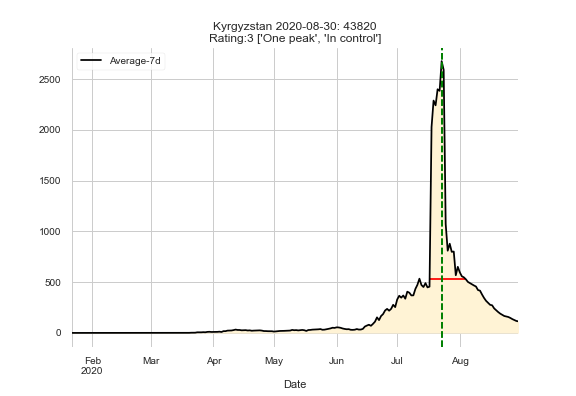 Kyrgyzstan 2020-08-30: 43820
Rating:3 ['One peak', 'In control']
Average-7d
2500
2000
1500
1000
500
0
Feb
2020
Mar
Apr
May
Jun
Jul
Aug
Date